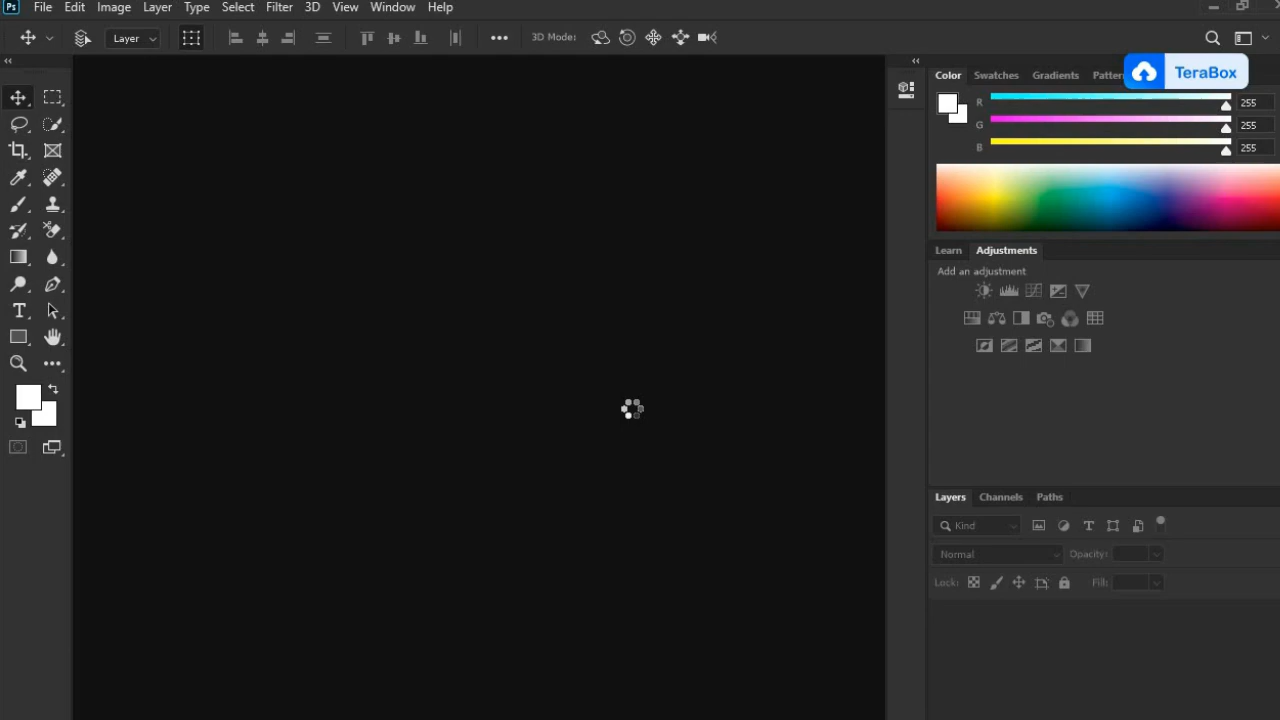 Ps File Edit Image Layer Type Select Filter 3D View Window Help
Layer 3D Mode:
TeraBox
Color Swatches Gradients
R 255
G 255
B 255
Learn Adjustments
Add an adjustment
T
Layers Channels Paths
Kind T
Normal Opacity:
Lock: Fill: